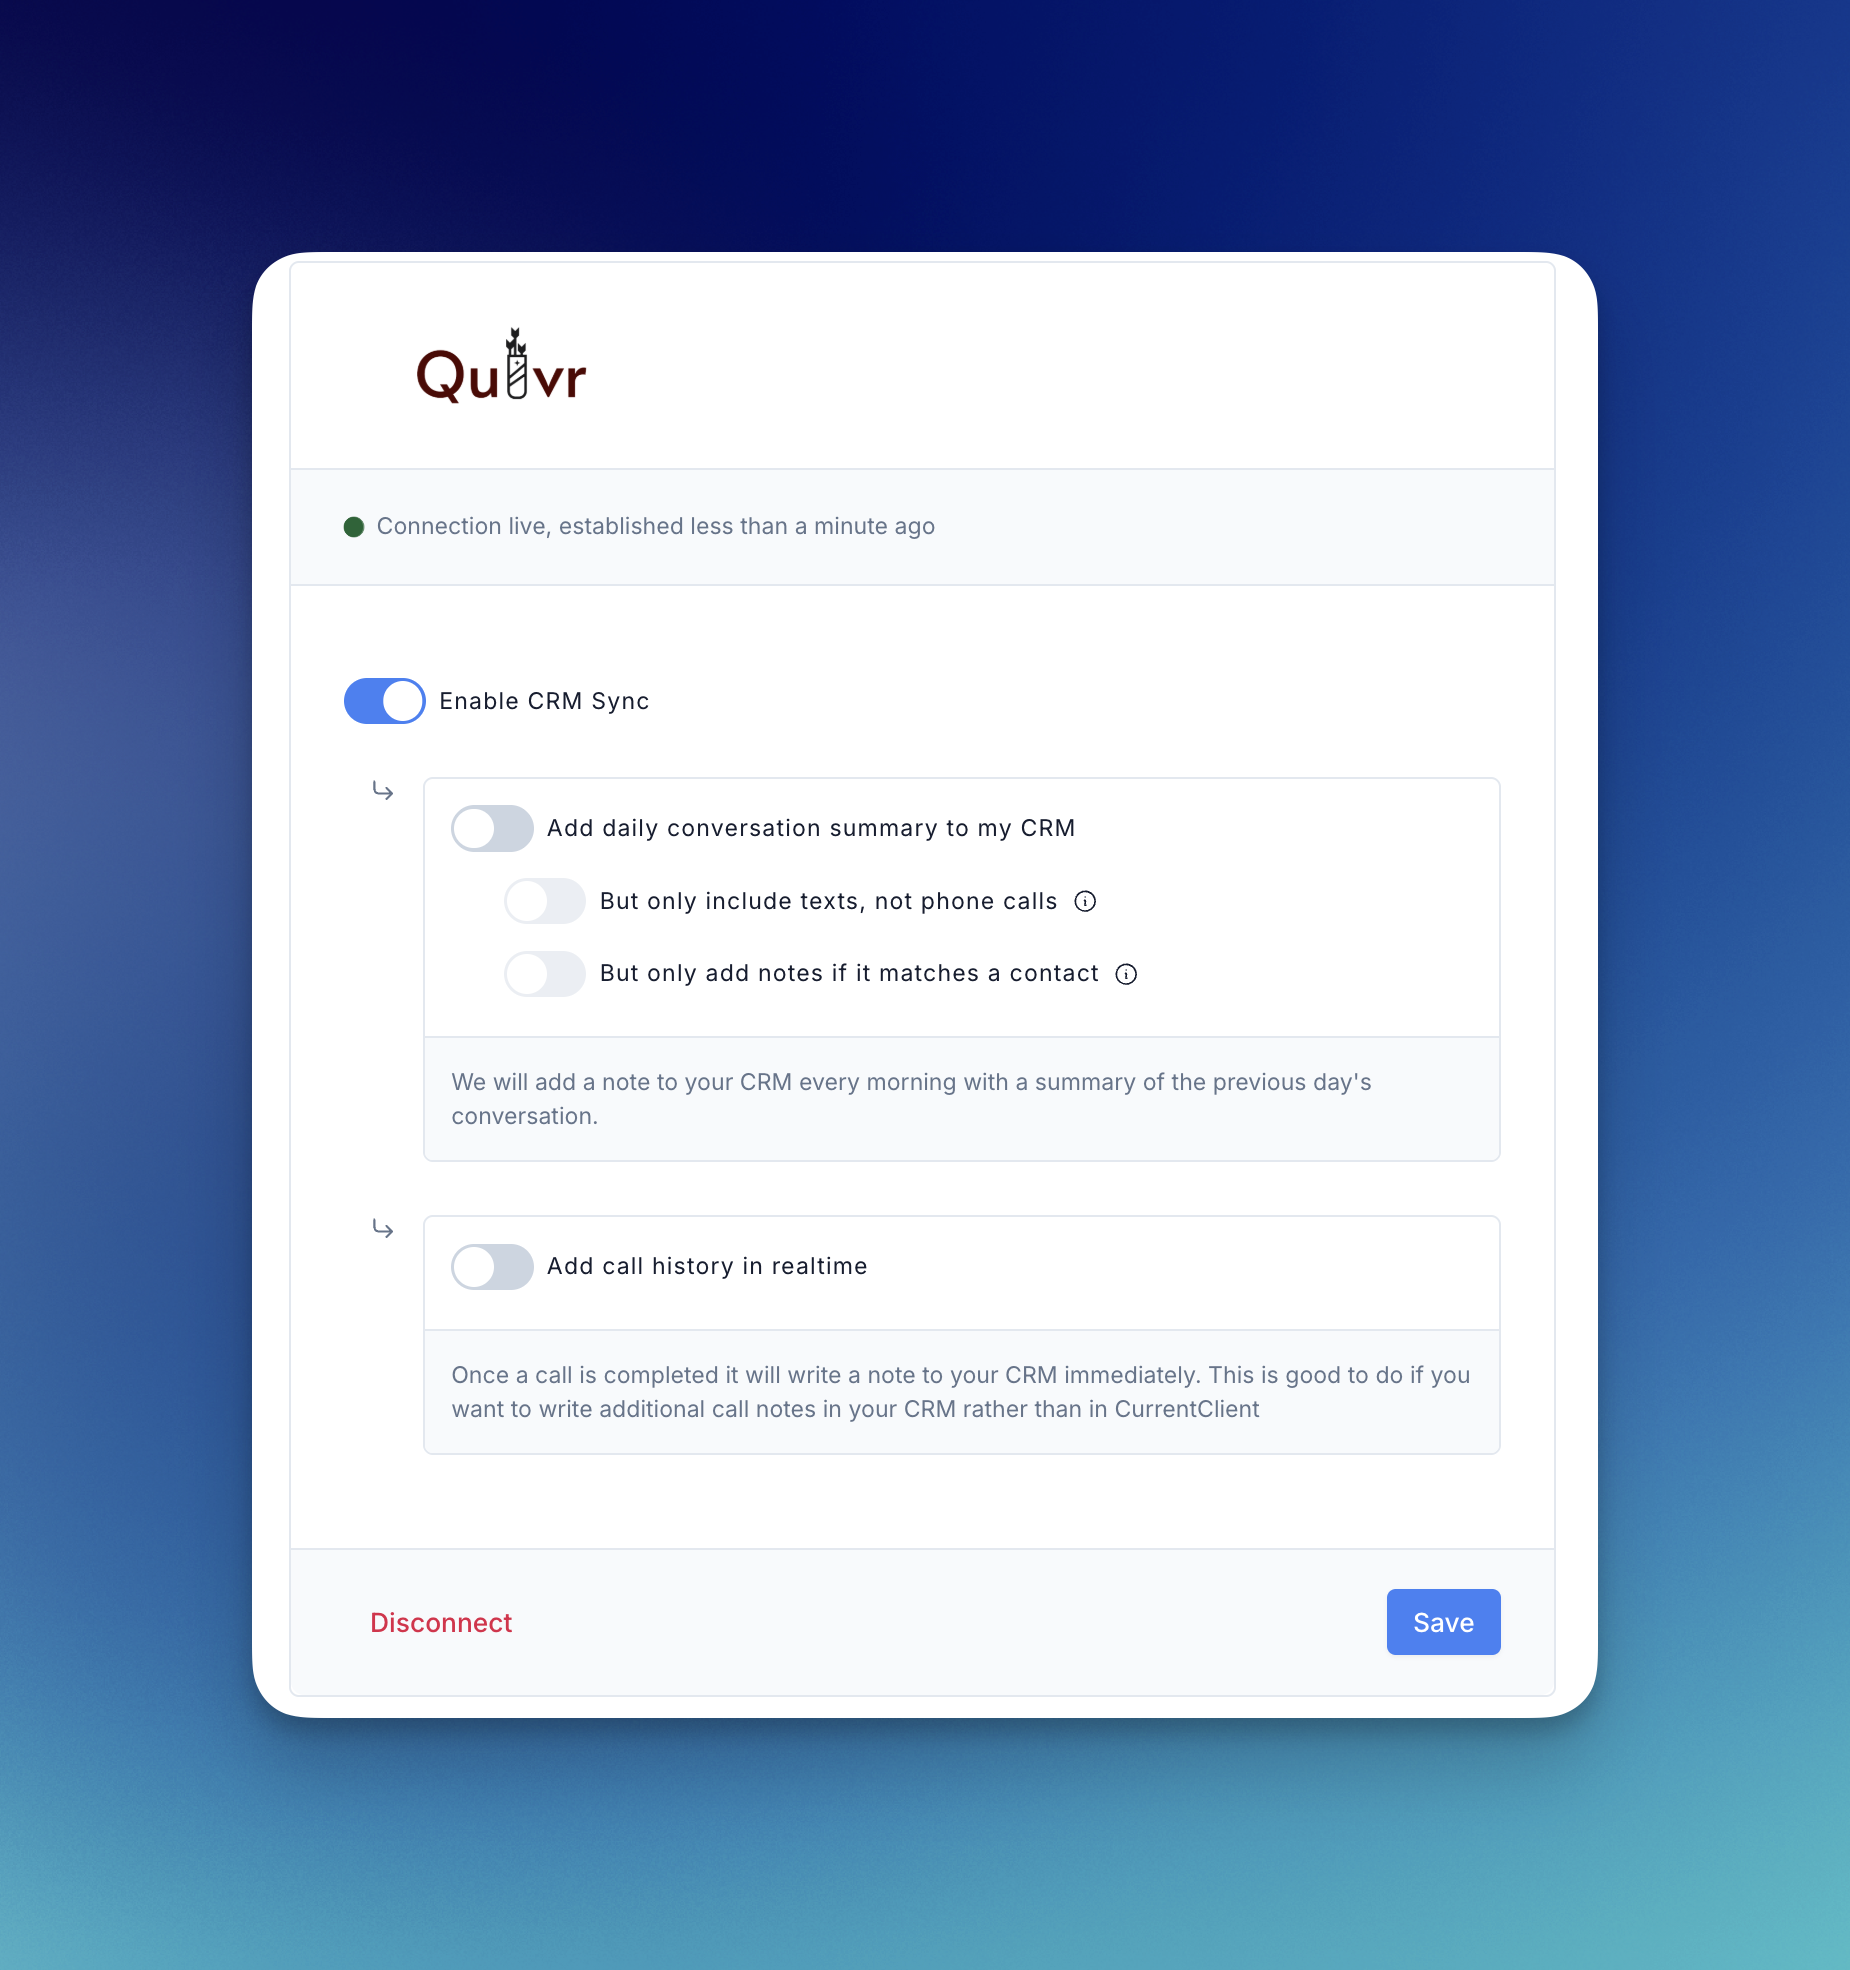 Quivr
Connection live, established less than a minute ago
Enable CRM Sync
Add daily conversation summary to my CRM
But only include texts, not phone calls
But only add notes if it matches a contact
We will add a note to your CRM every morning with a summary of the previous day's
conversation.
Add call history in realtime
Once a call is completed it will write a note to your CRM immediately. This is good to do if you
want to write additional call notes in your CRM rather than in CurrentClient
Disconnect
Save